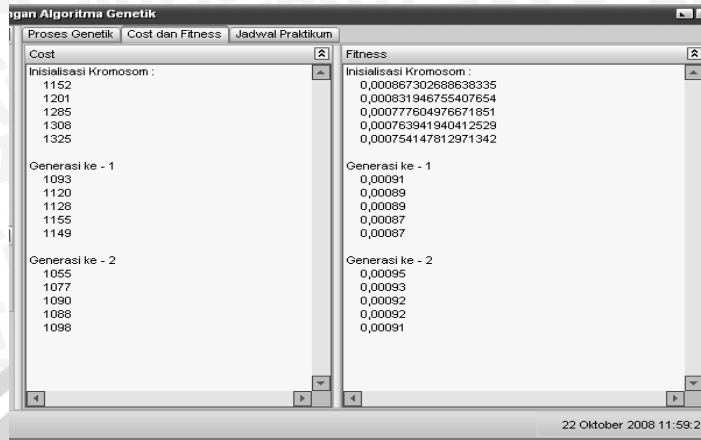 ngan Algoritma Genetik
Proses Genetik Cost dan Fitness Jadwal Praktikum
Cost
Inisialisasi Kromosom :
1152
1201
1285
1308
1325
Generasi ke - 1
1093
1120
1128
1155
1149
Generasi ke - 2
1055
1077
1090
1088
1098
Fitness
Inisialisasi Kromosom :
0,000867302688638335
0,000831946755407654
0,000777604976671851
0,000763941940412529
0,000754147812971342
Generasi ke - 1
0,00091
0,00089
0,00089
0,00087
0,00087
Generasi ke - 2
0,00095
0,00093
0,00092
0,00092
0,00091
22 Oktober 2008 11:59:2